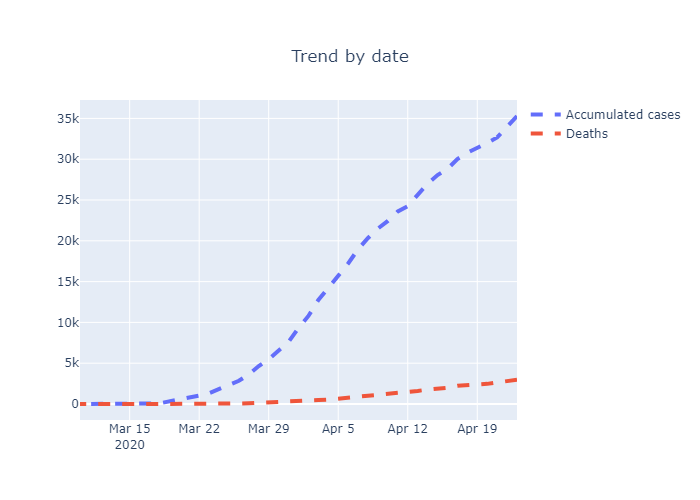 Trend by date
Accumulated cases
Deaths
35k
30k
25k
20k
15k
10k
5k
0
Mar 15
2020
Mar 22
Mar 29
Apr 5
Apr 12
Apr 19